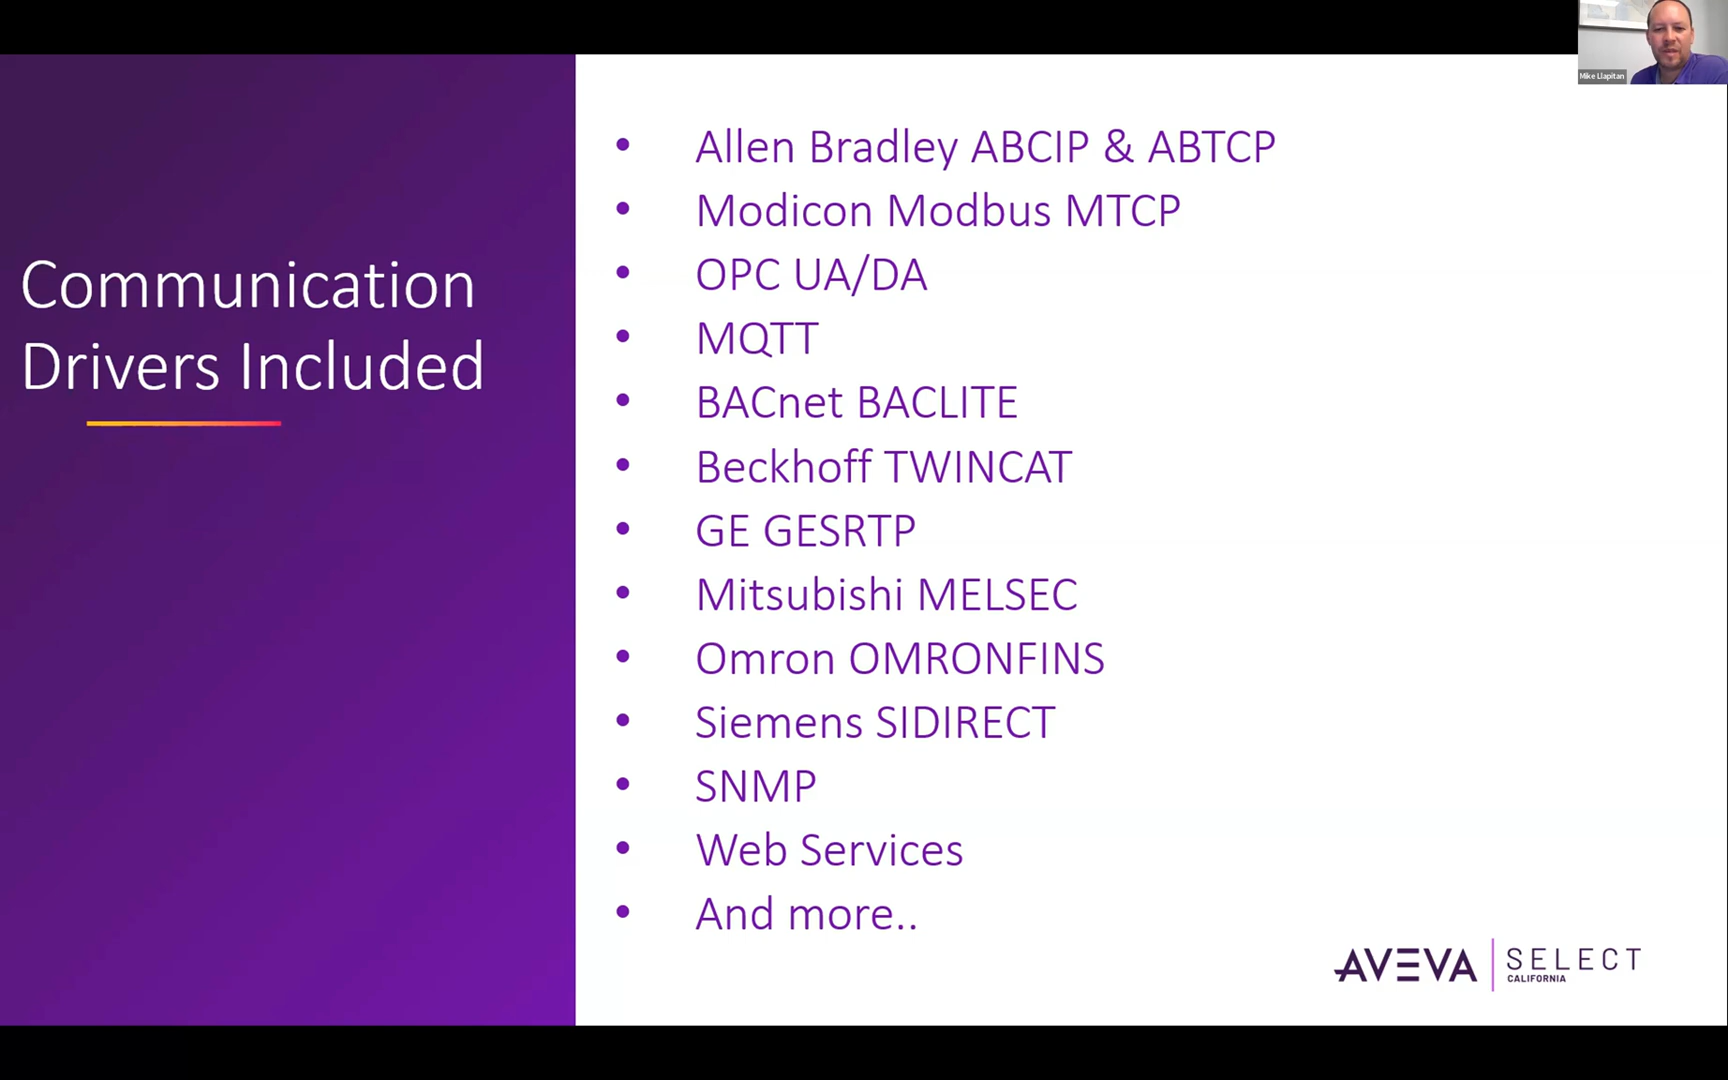 Mike Llapitan
Communication
Drivers Included
• Allen Bradley ABCIP & ABTCP
• Modicon Modbus MTCP
• OPC UA/DA
• MQTT
• BACnet BACLITE
• Beckhoff TWINCAT
• GE GESRTP
• Mitsubishi MELSEC
• Omron OMRONFINS
• Siemens SIDIRECT
• SNMP
• Web Services
• And more..
AVEVA SELECT
CALIFORNIA